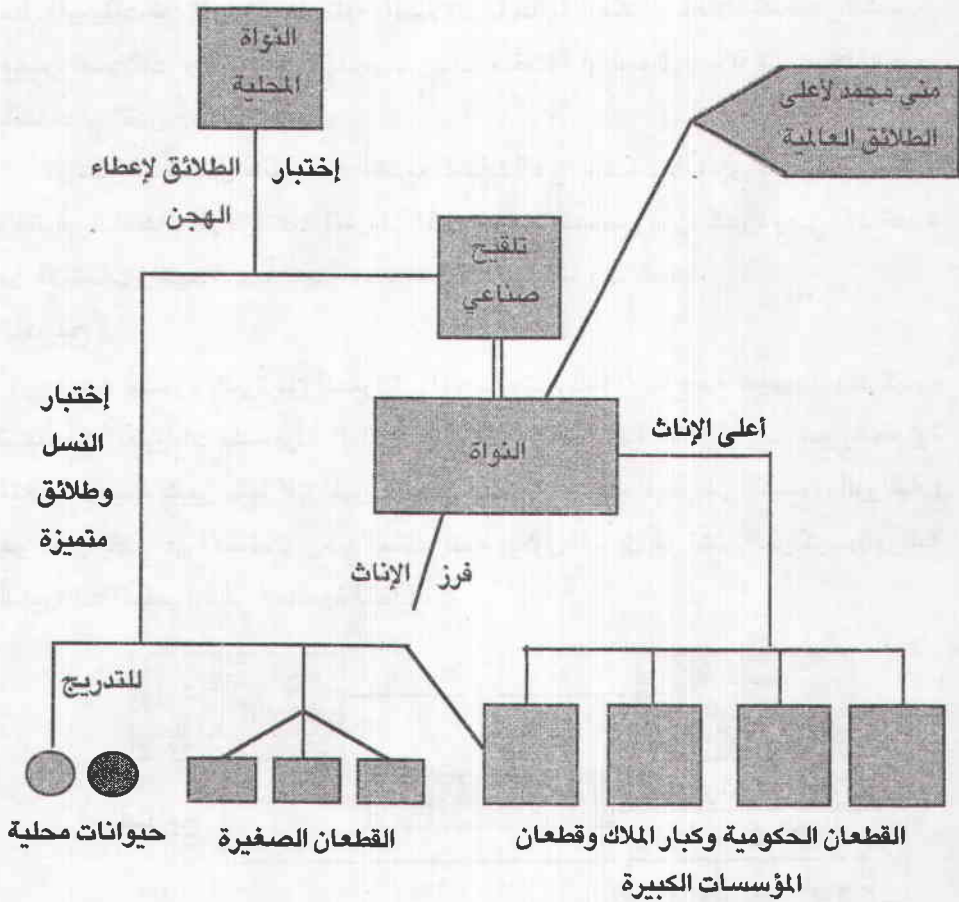 النواة
المحلية
منى مجمد لأعلى
الطلائق العالمية
إختبار الطلائق لإعطاء
الهجن
تلقيح
صناعي
إختبار
النسل
وطلائق
متميزة
النواة
أعلى الإناث
فرز الإناث
للتدريج
حيوانات محلية
القطعان الصغيرة
القطعان الحكومية وكبار الملاك وقطعان
المؤسسات الكبيرة